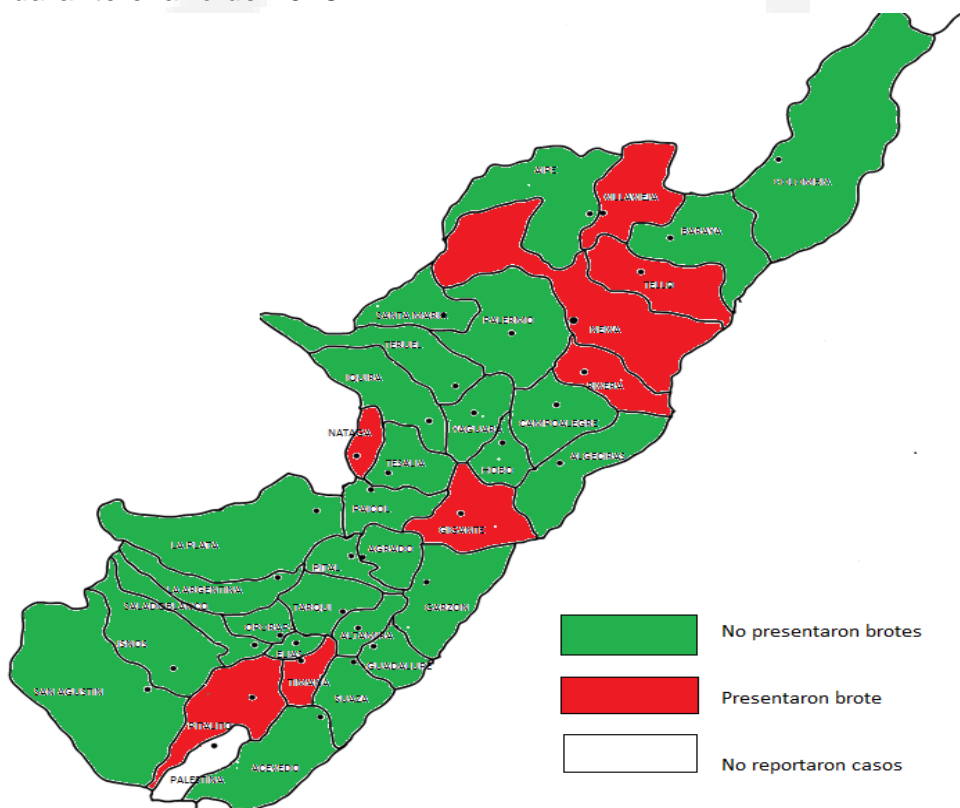 AIPE
VILLAVIEJA
COLOMBIA
BARAYA
TELLO
SANTA MARIA
PALERMO
NEIVA
TERUEL
RIVERA
IQUIRA
YAGUARA
CAMPOALEGRE
NATAGA
TESALIA
HOBO
ALGECIRAS
PAICOL
GIGANTE
LA PLATA
AGRADO
PITAL
LA ARGENTINA
GARZON
SALADOBLANCO
TARQUI
OPORAPA
ALTAMIRA
ISNOS
ELIAS
GUADALUPE
TIMANA
SAN AGUSTIN
SUAZA
PITALITO
PALESTINA
ACEVEDO
No presentaron brotes
Presentaron brote
No reportaron casos